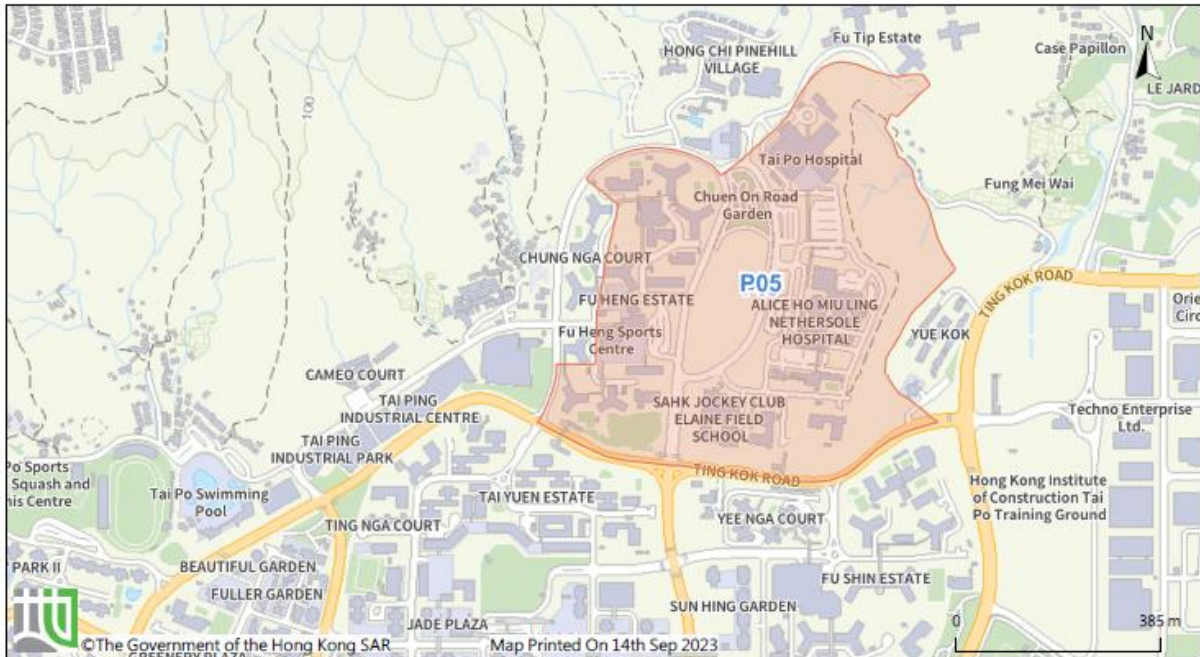 Fu Tip Estate
N
HONG CHI PINEHILL
VILLAGE
Case Papillon
LE JARD
100
Tai Po Hospital
Fung Mei Wai
Chuen On Road
Garden
CHUNG NGA COURT
TING KOK ROAD
P05
FU HENG ESTATE
ALICE HO MIU LING
NETHERSOLE
HOSPITAL
Orie
Circ
Fu Heng Sports
Centre
YUE KOK
CAMEO COURT
TAI PING
INDUSTRIAL CENTRE
SAHK JOCKEY CLUB
ELAINE FIELD
SCHOOL
Techno Enterprise
Ltd.
TAI PING
INDUSTRIAL PARK
Po Sports
Squash and
nis Centre
Tai Po Swimming
Pool
TING KOK ROAD
Hong Kong Institute
of Construction Tai
Po Training Ground
TAI YUEN ESTATE
TING NGA COURT
YEE NGA COURT
PARK II
BEAUTIFUL GARDEN
FU SHIN ESTATE
FULLER GARDEN
SUN HING GARDEN
JADE PLAZA
0
385 m
©The Government of the Hong Kong SAR
Map Printed On 14th Sep 2023
GREENERY PLAZA